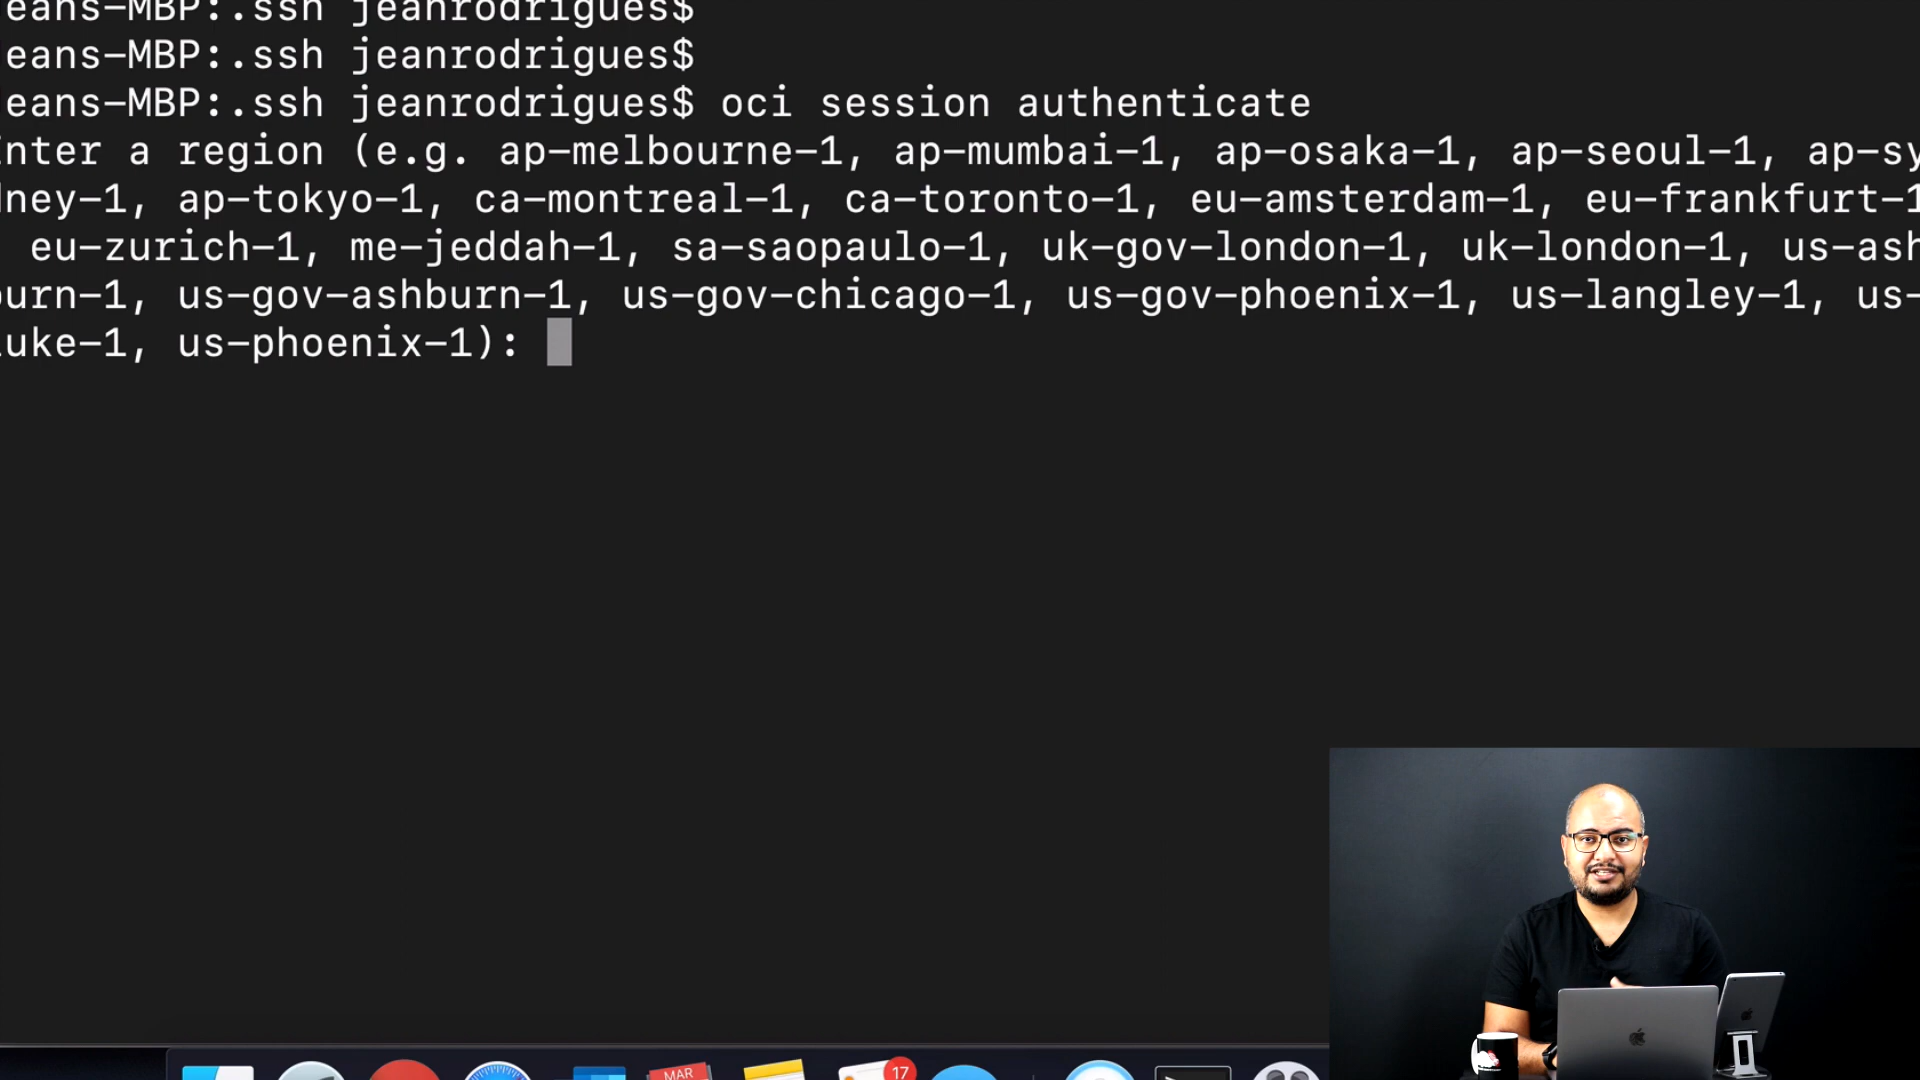 eans-MBP:.ssh jeanrodrigues$
eans-MBP:.ssh jeanrodrigues$
eans-MBP:.ssh jeanrodrigues$ oci session authenticate
nter a region (e.g. ap-melbourne-1, ap-mumbai-1, ap-osaka-1, ap-seoul-1, ap-sy
ney-1, ap-tokyo-1, ca-montreal-1, ca-toronto-1, eu-amsterdam-1, eu-frankfurt-1
eu-zurich-1, me-jeddah-1, sa-saopaulo-1, uk-gov-london-1, uk-london-1, us-ash
urn-1, us-gov-ashburn-1, us-gov-chicago-1, us-gov-phoenix-1, us-langley-1, us-
uke-1, us-phoenix-1):
MAR
17